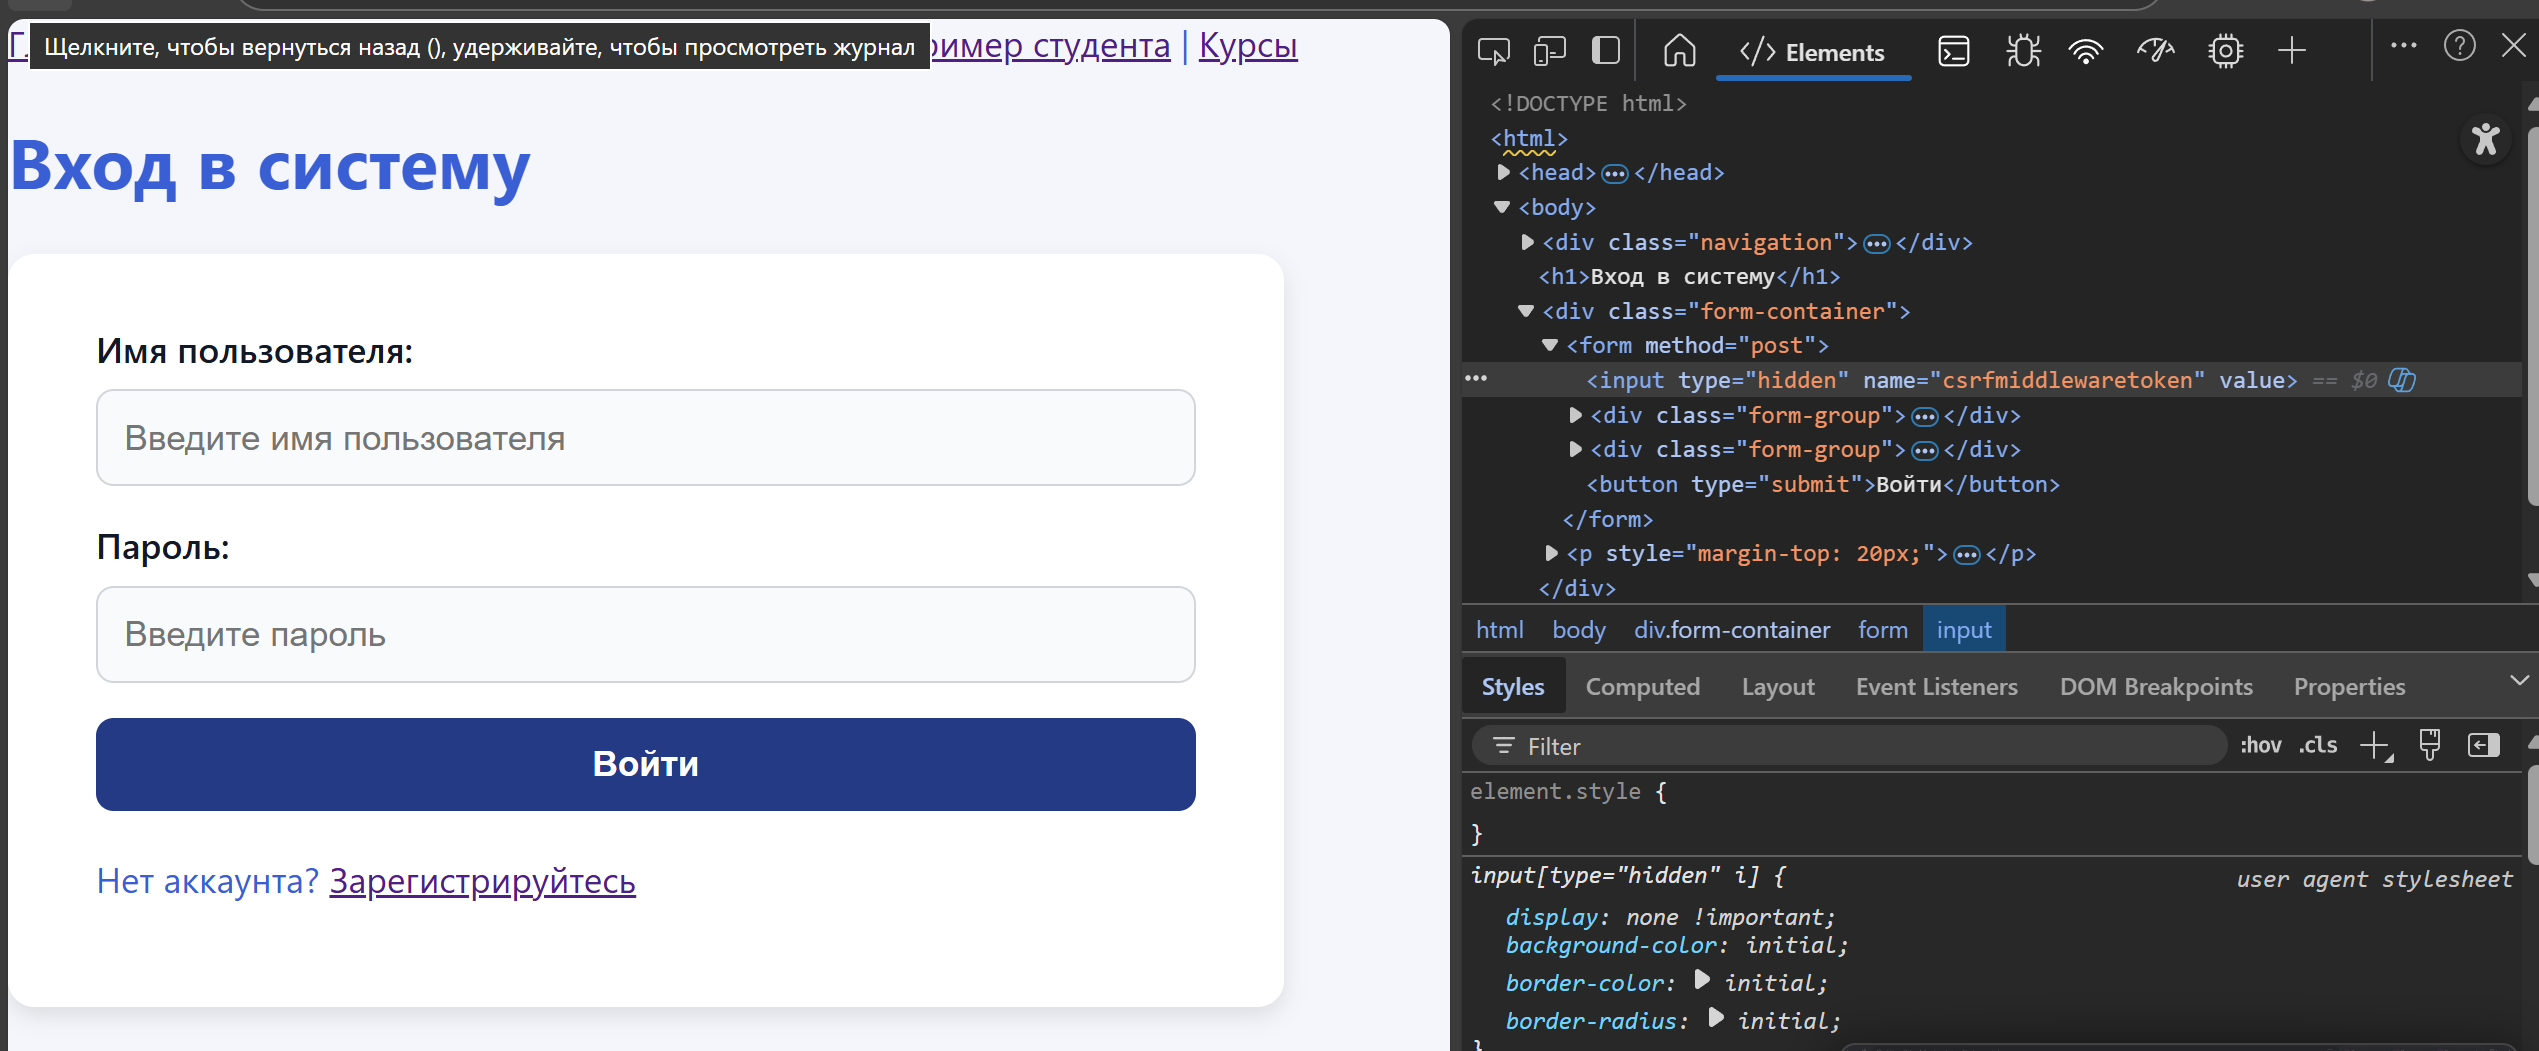 Щелкните, чтобы вернуться назад (), удерживайте, чтобы просмотреть журнал
студента | Курсы
Вход в систему
Имя пользователя:
Введите имя пользователя
Пароль:
Введите пароль
Войти
Нет аккаунта? Зарегистрируйтесь
Elements
<!DOCTYPE html>
<html>
<head>•••</head>
<body>
<div class="navigation">•••</div>
<h1>Вход в систему</h1>
<div class="form-container">
<form method="post">
••• <input type="hidden" name="csrfmiddlewaretoken" value> == $0
<div class="form-group">•••</div>
<div class="form-group">•••</div>
<button type="submit">Войти</button>
</form>
<p style="margin-top: 20px;">•••</p>
</div>
html body div.form-container form input
Styles Computed Layout Event Listeners DOM Breakpoints Properties
Filter :hov .cls
element.style {
}
input[type="hidden" i] { user agent stylesheet
display: none !important;
background-color: initial;
border-color: initial;
border-radius: initial;
}